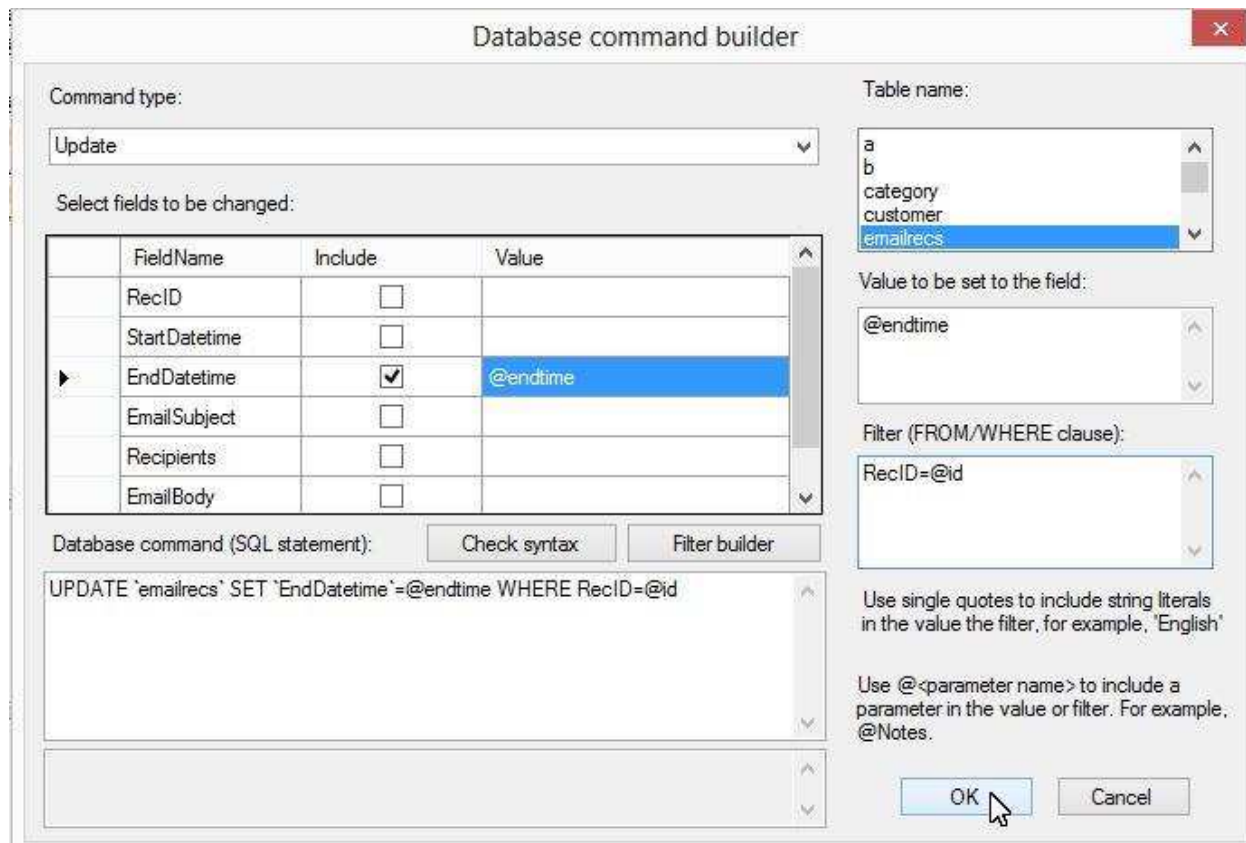 Database command builder
Command type:
Update
Select fields to be changed:
FieldName Include Value
RecID
StartDatetime
EndDatetime @endtime
EmailSubject
Recipients
EmailBody
Database command (SQL statement): Check syntax Filter builder
UPDATE `emailrecs` SET `EndDatetime`=@endtime WHERE RecID=@id
Table name:
a
b
category
customer
emailrecs
Value to be set to the field:
@endtime
Filter (FROM/WHERE clause):
RecID=@id
Use single quotes to include string literals
in the value the filter, for example, 'English'
Use @<parameter name> to include a
parameter in the value or filter. For example,
@Notes.
OK Cancel